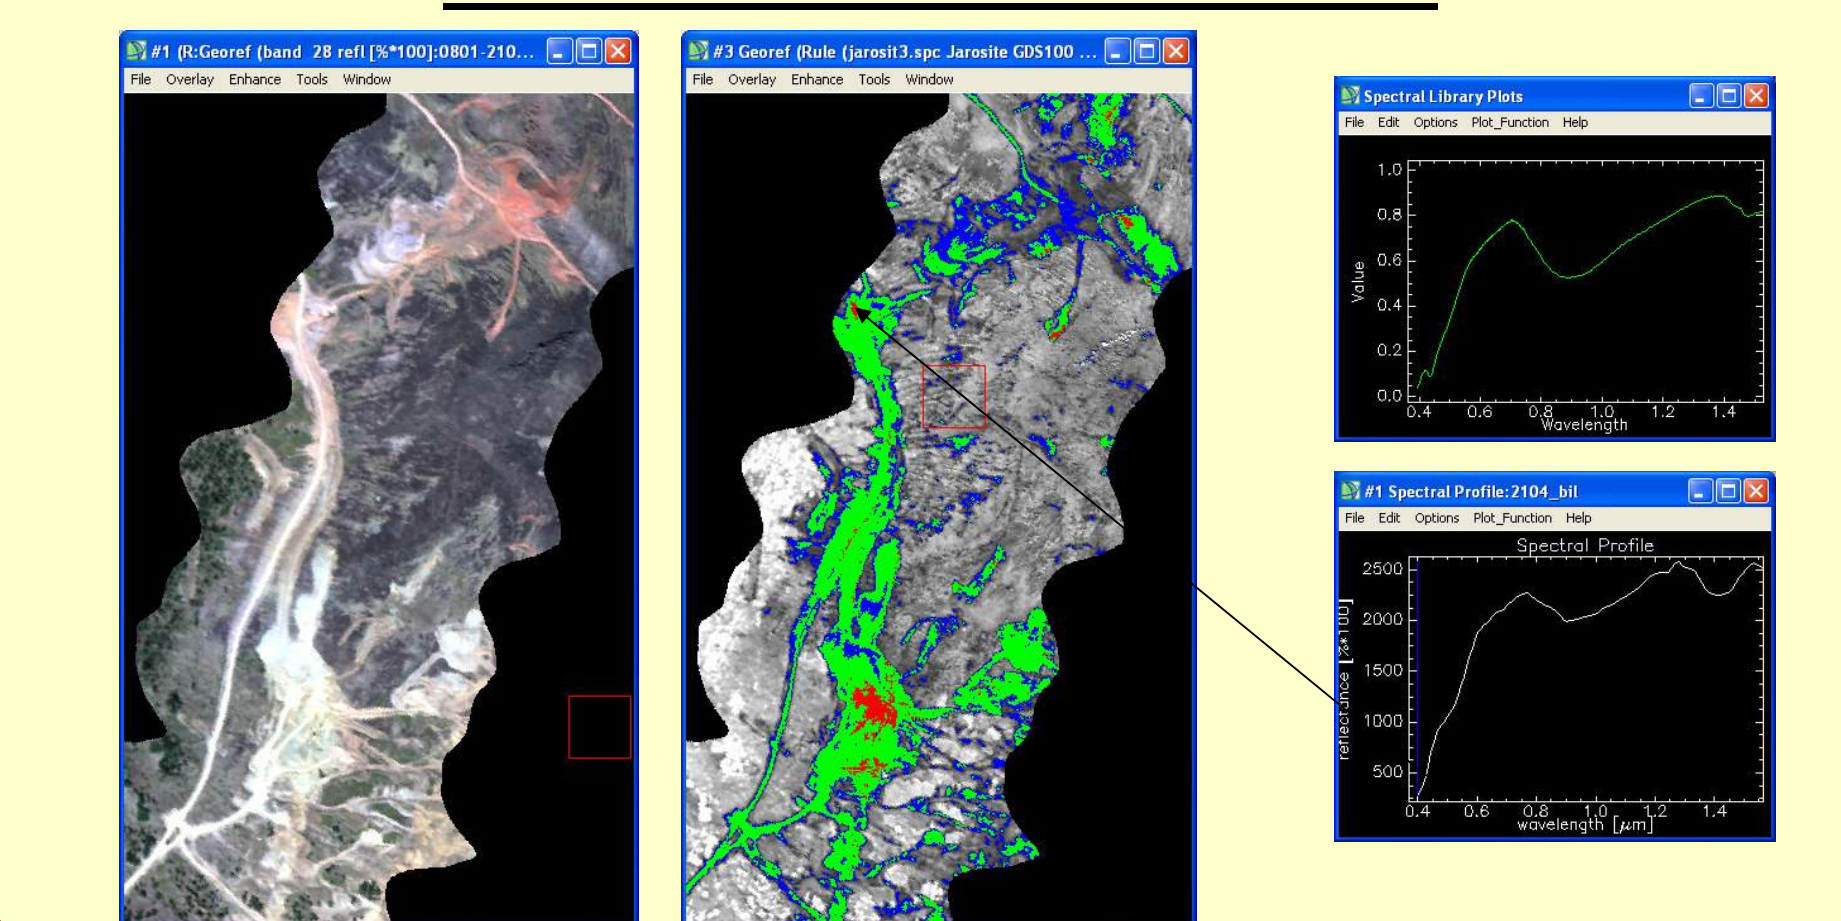 #1 (R:Georef (band 28 refl [%*100]:0801-210...
File Overlay Enhance Tools Window
#3 Georef (Rule (jarosit3.spc Jarosite GDS100 ...
File Overlay Enhance Tools Window
Spectral Library Plots
File Edit Options Plot_Function Help
1.0
0.8
0.6
0.4
0.2
0.0
Value
0.4 0.6 0.8 1.0 1.2 1.4
Wavelength
#1 Spectral Profile:2104_bil
File Edit Options Plot_Function Help
Spectral Profile
2500
2000
1500
1000
500
reflectance [%*100]
0.4 0.6 0.8 1.0 1.2 1.4
wavelength [μm]